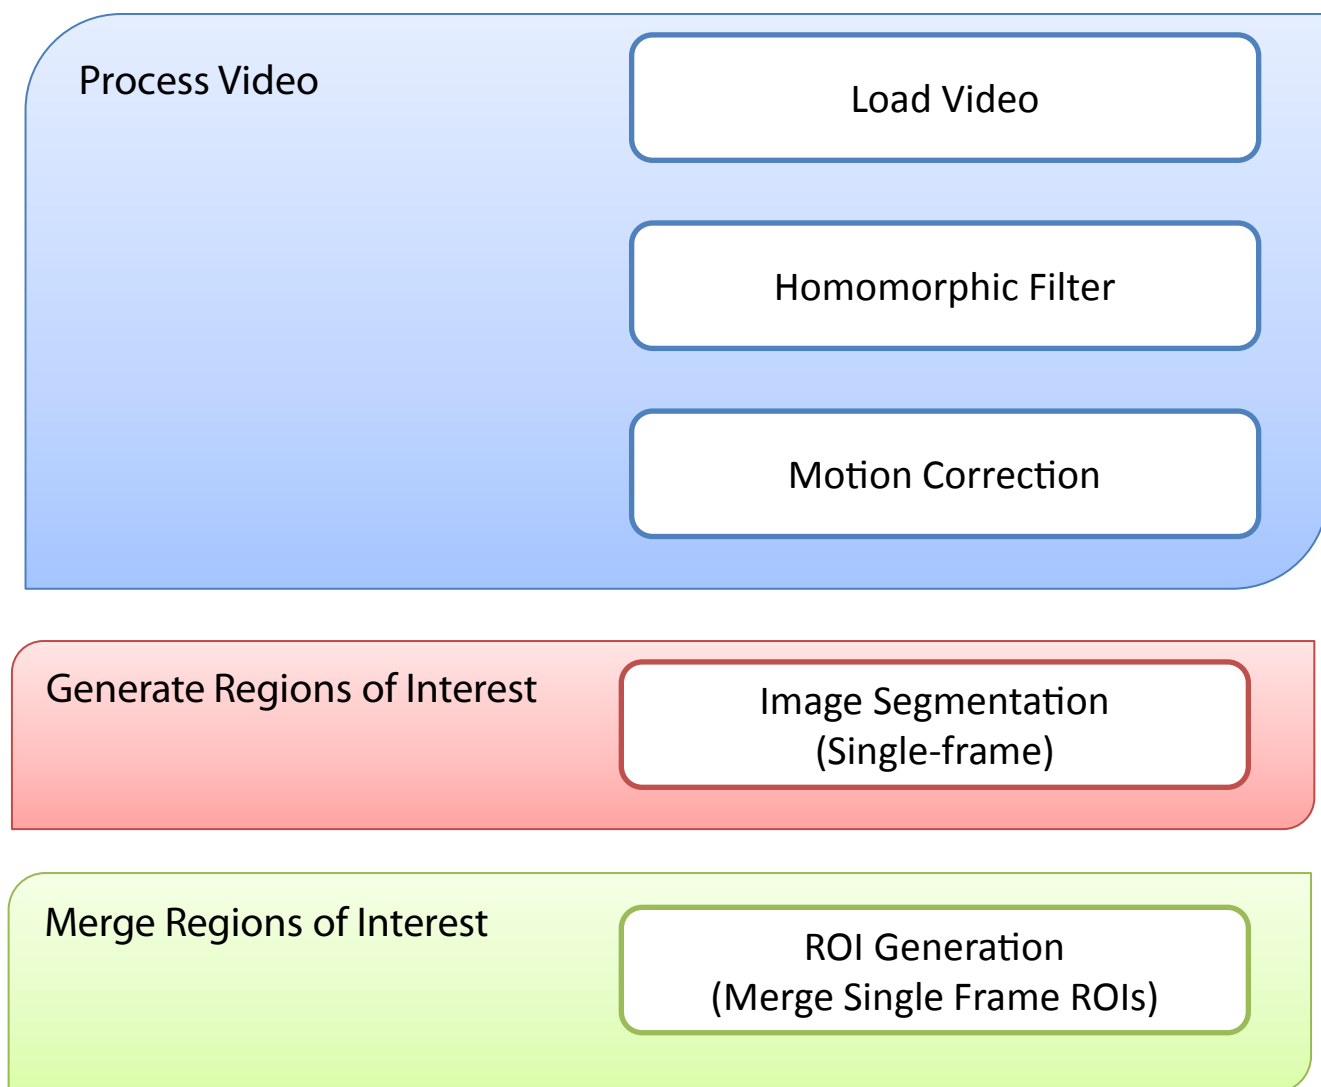 Process Video
Load Video
Homomorphic Filter
Motion Correction
Generate Regions of Interest
Image Segmentation
(Single-frame)
Merge Regions of Interest
ROI Generation
(Merge Single Frame ROIs)